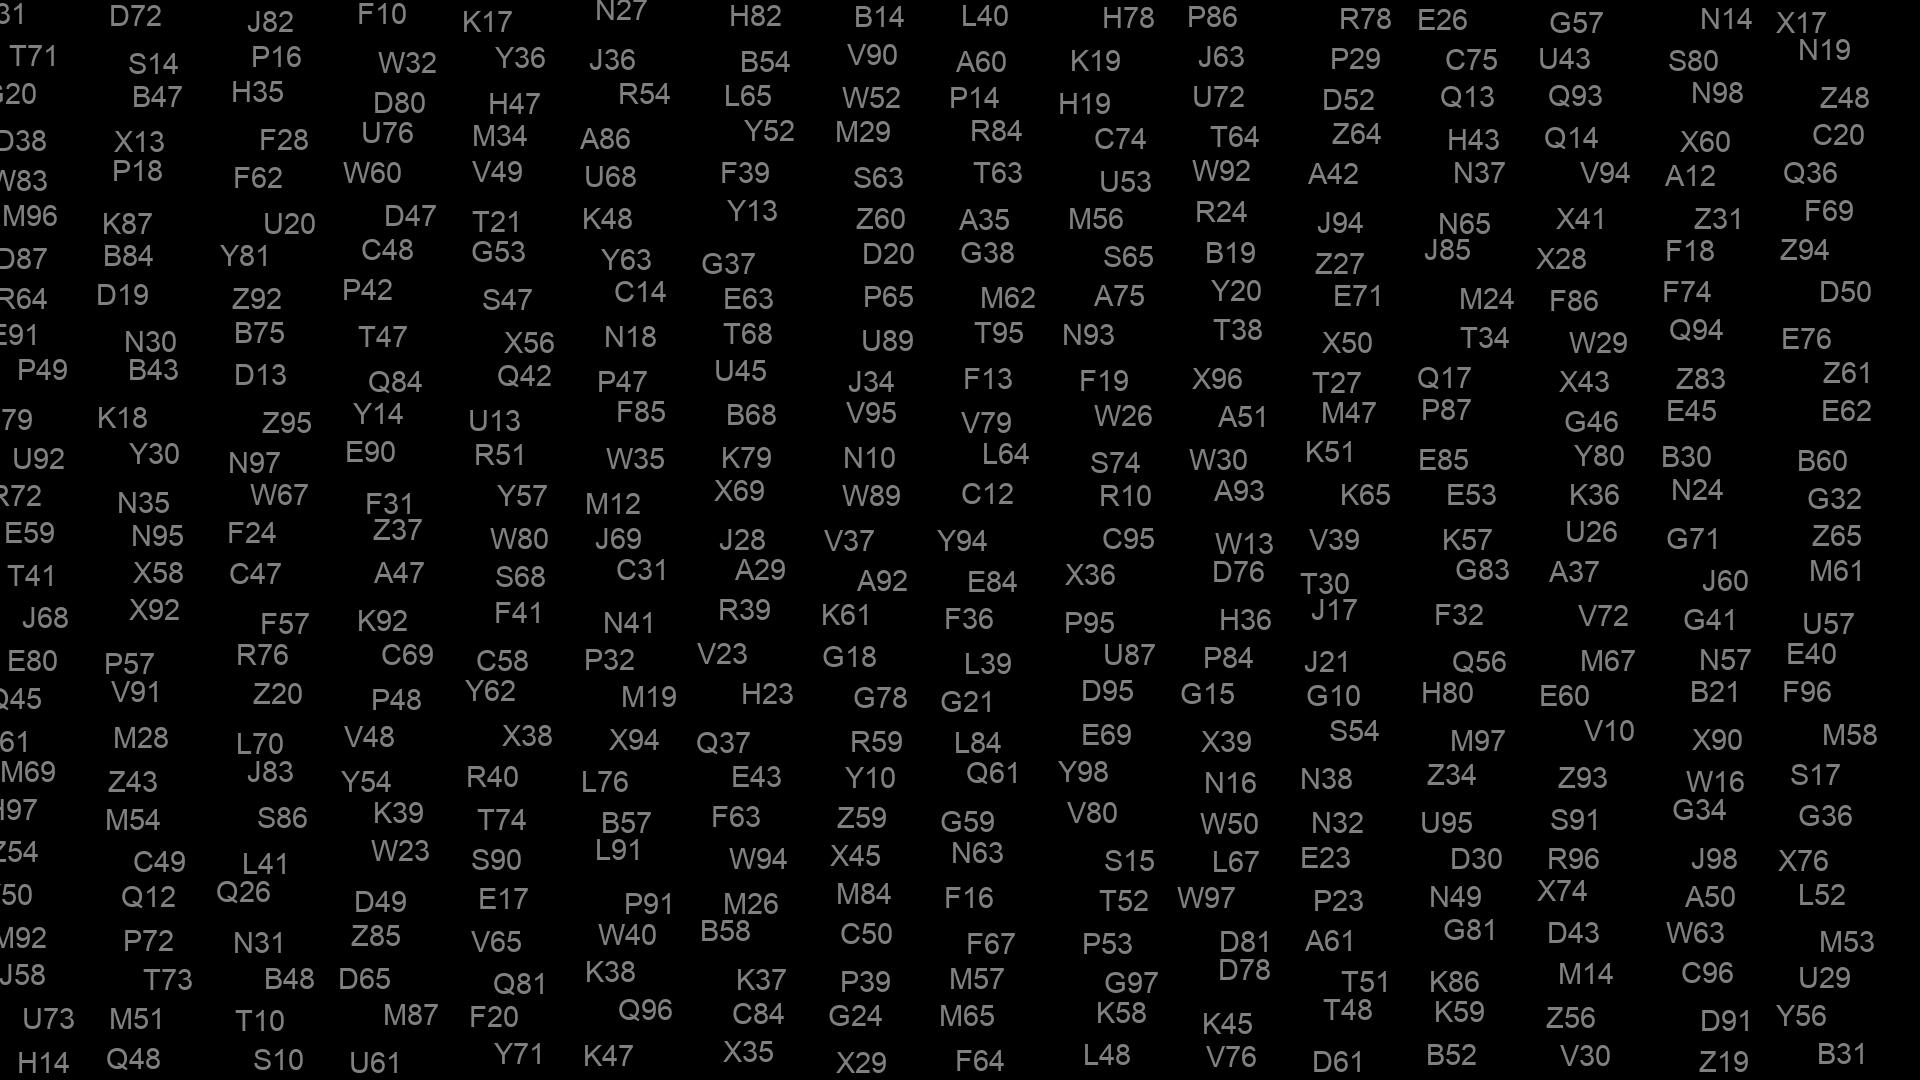 31 D72 J82 F10 K17 N27 H82 B14 L40 H78 P86 R78 E26 G57 N14 X17
T71 S14 P16 W32 Y36 J36 B54 V90 A60 K19 J63 P29 C75 U43 S80 N19
G20 B47 H35 D80 H47 R54 L65 W52 P14 H19 U72 D52 Q13 Q93 N98 Z48
D38 X13 F28 U76 M34 A86 Y52 M29 R84 C74 T64 Z64 H43 Q14 X60 C20
W83 P18 F62 W60 V49 U68 F39 S63 T63 U53 W92 A42 N37 V94 A12 Q36
M96 K87 U20 D47 T21 K48 Y13 Z60 A35 M56 R24 J94 N65 X41 Z31 F69
D87 B84 Y81 C48 G53 Y63 G37 D20 G38 S65 B19 Z27 J85 X28 F18 Z94
R64 D19 Z92 P42 S47 C14 E63 P65 M62 A75 Y20 E71 M24 F86 F74 D50
E91 N30 B75 T47 X56 N18 T68 U89 T95 N93 T38 X50 T34 W29 Q94 E76
P49 B43 D13 Q84 Q42 P47 U45 J34 F13 F19 X96 T27 Q17 X43 Z83 Z61
79 K18 Z95 Y14 U13 F85 B68 V95 V79 W26 A51 M47 P87 G46 E45 E62
U92 Y30 N97 E90 R51 W35 K79 N10 L64 S74 W30 K51 E85 Y80 B30 B60
R72 N35 W67 F31 Y57 M12 X69 W89 C12 R10 A93 K65 E53 K36 N24 G32
E59 N95 F24 Z37 W80 J69 J28 V37 Y94 C95 W13 V39 K57 U26 G71 Z65
T41 X58 C47 A47 S68 C31 A29 A92 E84 X36 D76 T30 G83 A37 J60 M61
J68 X92 F57 K92 F41 N41 R39 K61 F36 P95 H36 J17 F32 V72 G41 U57
E80 P57 R76 C69 C58 P32 V23 G18 L39 U87 P84 J21 Q56 M67 N57 E40
Q45 V91 Z20 P48 Y62 M19 H23 G78 G21 D95 G15 G10 H80 E60 B21 F96
61 M28 L70 V48 X38 X94 Q37 R59 L84 E69 X39 S54 M97 V10 X90 M58
M69 Z43 J83 Y54 R40 L76 E43 Y10 Q61 Y98 N16 N38 Z34 Z93 W16 S17
H97 M54 S86 K39 T74 B57 F63 Z59 G59 V80 W50 N32 U95 S91 G34 G36
Z54 C49 L41 W23 S90 L91 W94 X45 N63 S15 L67 E23 D30 R96 J98 X76
50 Q12 Q26 D49 E17 P91 M26 M84 F16 T52 W97 P23 N49 X74 A50 L52
M92 P72 N31 Z85 V65 W40 B58 C50 F67 P53 D81 A61 G81 D43 W63 M53
J58 T73 B48 D65 Q81 K38 K37 P39 M57 G97 D78 T51 K86 M14 C96 U29
U73 M51 T10 M87 F20 Q96 C84 G24 M65 K58 K45 T48 K59 Z56 D91 Y56
H14 Q48 S10 U61 Y71 K47 X35 X29 F64 L48 V76 D61 B52 V30 Z19 B31